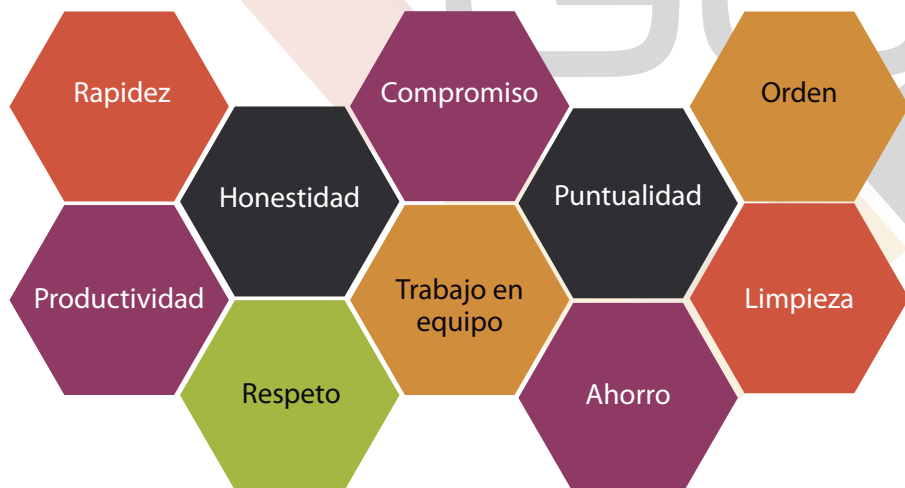 Rapidez
Compromiso
Orden
Honestidad
Puntualidad
Productividad
Trabajo en
equipo
Limpieza
Respeto
Ahorro